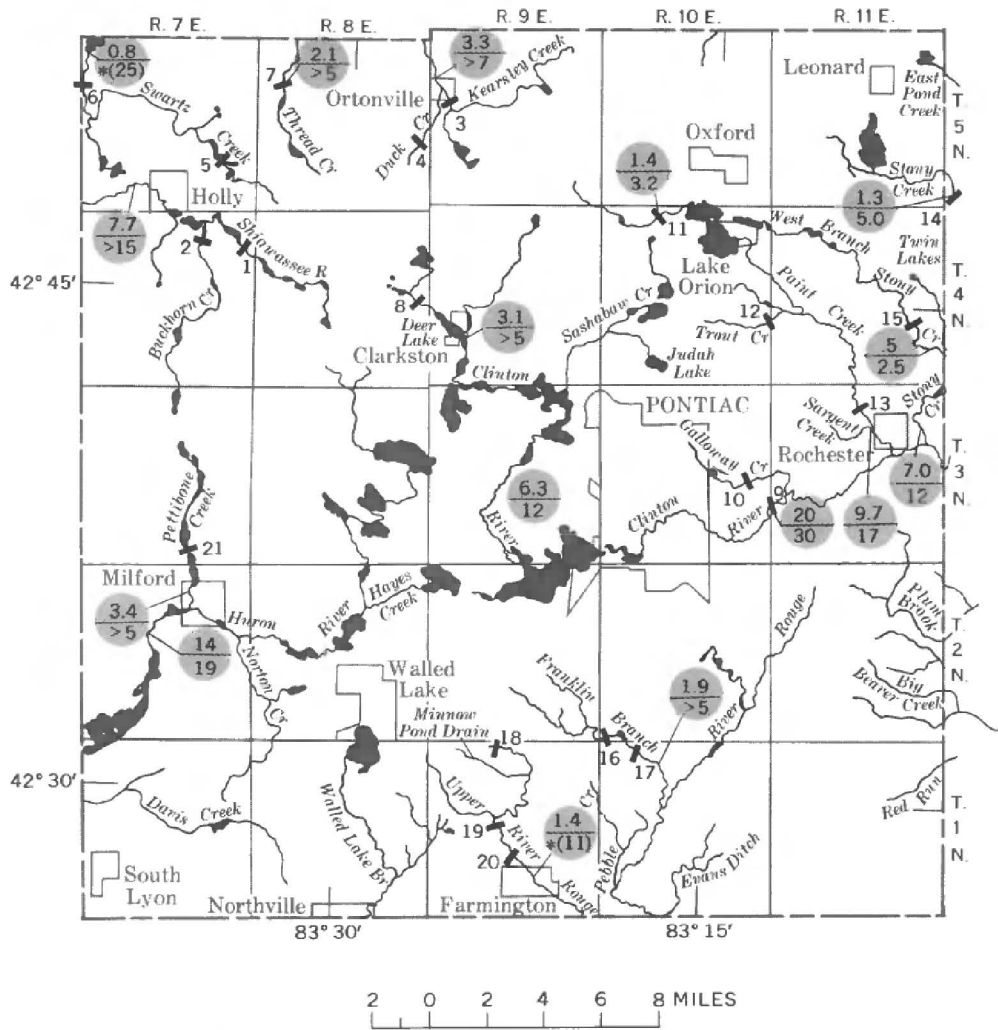 R. 7 E.
R. 8 E.
R. 9 E.
R. 10 E.
R. 11 E.
0.8
*(25)
6
Swartz
Creek
5
7
2.1
>5
Thread Cr
Ortonville
3.3
>7
Kearsley Creek
3
Duck Cr
4
Leonard
East
Pond
Creek
T.
5
N.
Oxford
1.4
3.2
11
Stony
Creek
1.3
5.0
14
Holly
7.7
>15
2
Shiawassee R
1
Buckhorn Cr
42° 45'
8
Deer
Lake
Clarkston
3.1
>5
Clinton
Sashabaw Cr
Lake
Orion
West
Branch
Stony
Cr
Twin
Lakes
T.
4
N.
Paint
Creek
12
Trout Cr
Judah
Lake
15
.5
2.5
PONTIAC
13
Sargent
Creek
Stony
Cr
Rochester
7.0
12
T.
3
N.
Galloway
Cr
10
9
20
30
9.7
17
Clinton
River
6.3
12
River
Pettibone
Creek
21
Milford
3.4
>5
14
19
Huron
River
Hayes
Creek
Norton
Cr
Walled
Lake
Minnow
Pond Drain
18
Franklin
Branch
16
17
1.9
>5
Rouge
River
Plum
Brook
Big
Beaver Creek
T.
2
N.
42° 30'
Davis
Creek
Walled Lake Br
Upper
River
Rouge
19
20
1.4
*(11)
Pebble
Cr
Evans Ditch
Red Run
T.
1
N.
South
Lyon
Northville
Farmington
83° 30'
83° 15'
2 0 2 4 6 8 MILES